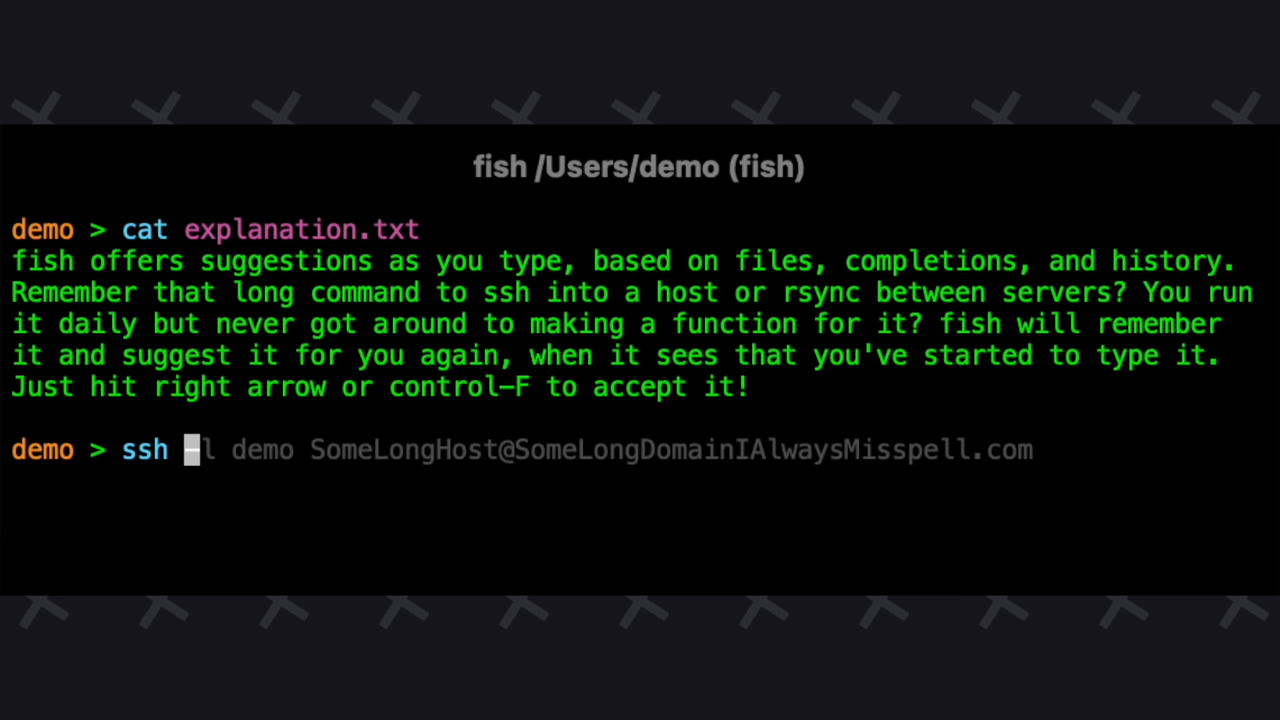 fish /Users/demo (fish)
demo > cat explanation.txt
fish offers suggestions as you type, based on files, completions, and history.
Remember that long command to ssh into a host or rsync between servers? You run
it daily but never got around to making a function for it? fish will remember
it and suggest it for you again, when it sees that you've started to type it.
Just hit right arrow or control-F to accept it!
demo > ssh -l demo SomeLongHost@SomeLongDomainIAlwaysMisspell.com